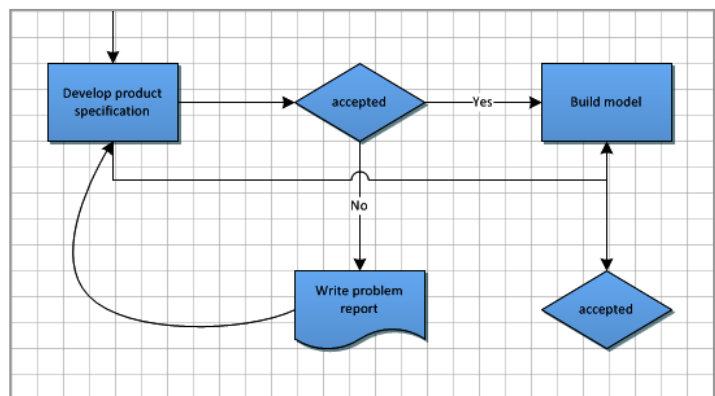 Develop product
specification
accepted
Yes
Build model
No
Write problem
report
accepted